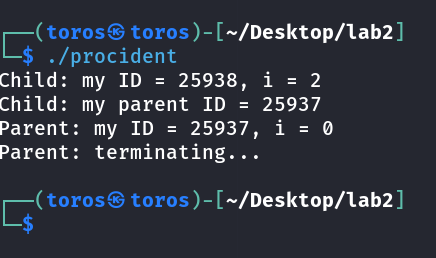 ┌──(toros㉿toros)-[~/Desktop/lab2]
└─$ ./procident
Child: my ID = 25938, i = 2
Child: my parent ID = 25937
Parent: my ID = 25937, i = 0
Parent: terminating...
┌──(toros㉿toros)-[~/Desktop/lab2]
└─$